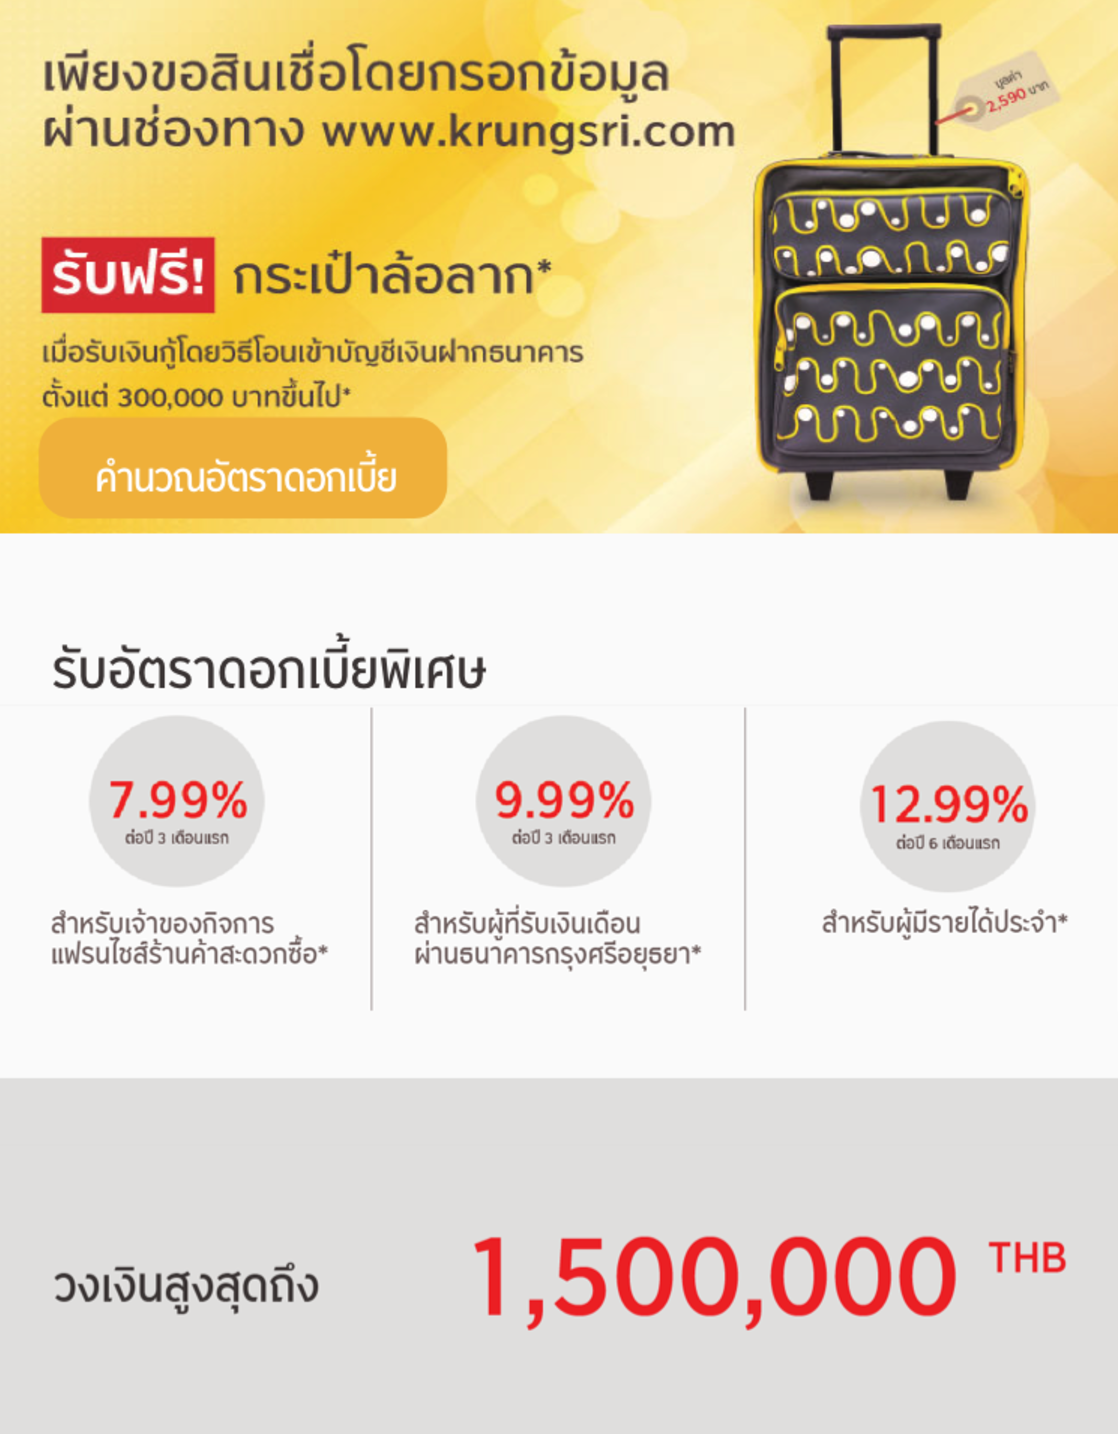 เพียงขอสินเชื่อโดยกรอกข้อมูล
ผ่านช่องทาง www.krungsri.com
มูลค่า
2,590 บาท
รับฟรี! กระเป๋าล้อลาก*
เมื่อรับเงินกู้โดยวิธีโอนเข้าบัญชีเงินฝากธนาคาร
ตั้งแต่ 300,000 บาทขึ้นไป*
คำนวณอัตราดอกเบี้ย
รับอัตราดอกเบี้ยพิเศษ
7.99%
ต่อปี 3 เดือนแรก
สำหรับเจ้าของกิจการ
แฟรนไชส์ร้านค้าสะดวกซื้อ*
9.99%
ต่อปี 3 เดือนแรก
สำหรับผู้ที่รับเงินเดือน
ผ่านธนาคารกรุงศรีอยุธยา*
12.99%
ต่อปี 6 เดือนแรก
สำหรับผู้มีรายได้ประจำ*
วงเงินสูงสุดถึง 1,500,000 THB